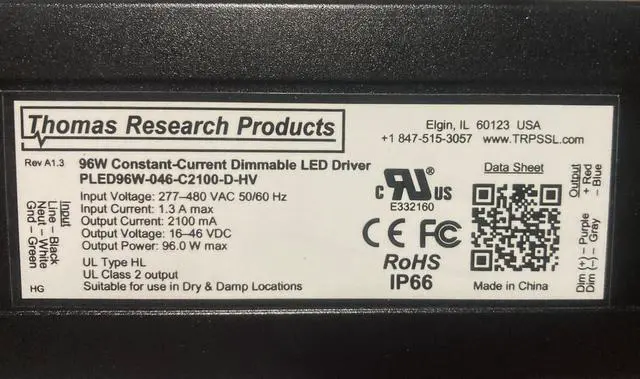 Thomas Research Products
Elgin, IL 60123 USA
+1 847-515-3057 www.TRPSSL.com
Rev A1.3
96W Constant-Current Dimmable LED Driver
PLED96W-046-C2100-D-HV
Input Voltage: 277–480 VAC 50/60 Hz
Input Current: 1.3 A max
Output Current: 2100 mA
Output Voltage: 16–46 VDC
Output Power: 96.0 W max
UL Type HL
UL Class 2 output
Suitable for use in Dry & Damp Locations
Input
Line – Black
Neut – White
Gnd – Green
HG
c UR us
E332160
CE FC
RoHS
IP66
Data Sheet
Made in China
Output
+ Red
– Blue
Dim (+) – Purple
Dim (–) – Gray